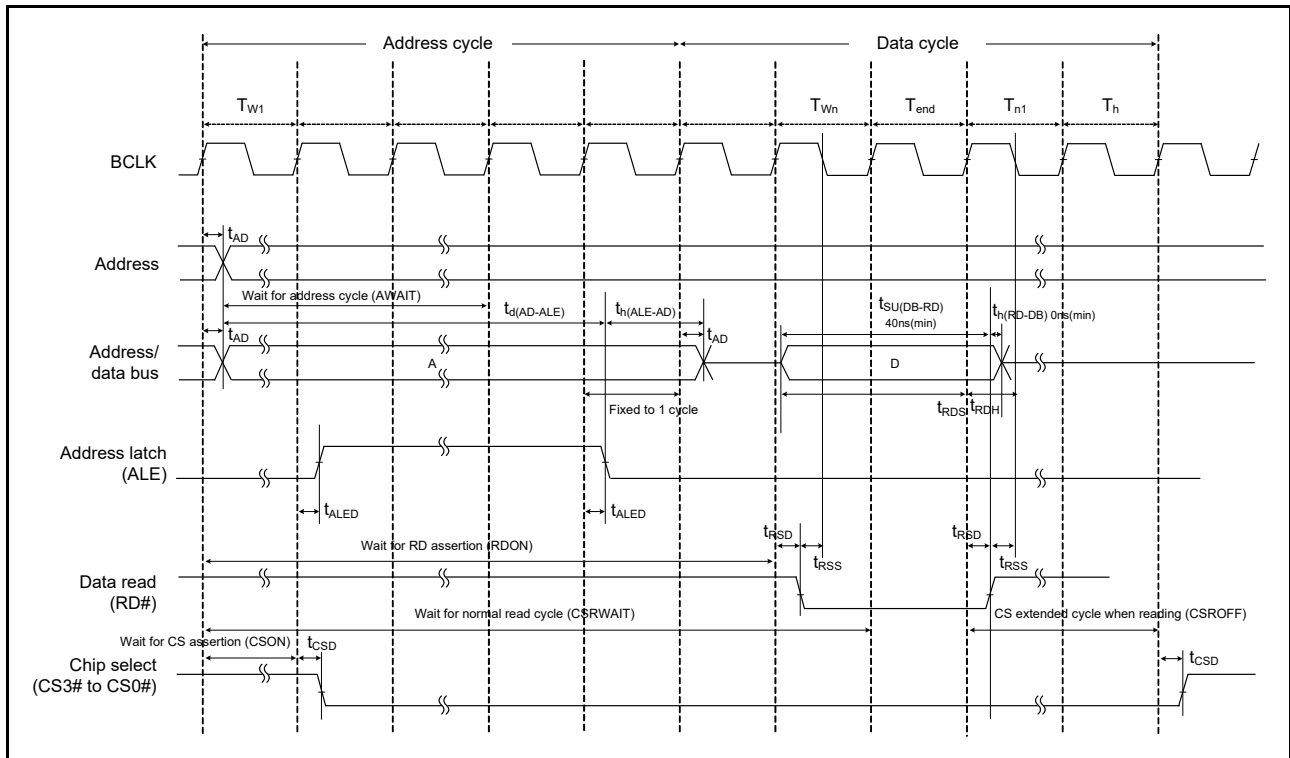 Address cycle
Data cycle
TW1
TWn
Tend
Tn1
Th
BCLK
tAD
Address
Wait for address cycle (AWAIT)
td(AD-ALE)
th(ALE-AD)
tSU(DB-RD)
40ns(min)
th(RD-DB) 0ns(min)
tAD
tAD
Address/
data bus
A
D
Fixed to 1 cycle
tRDS
tRDH
Address latch
(ALE)
tALED
tALED
tRSD
tRSD
Wait for RD assertion (RDON)
tRSS
tRSS
Data read
(RD#)
Wait for normal read cycle (CSRWAIT)
CS extended cycle when reading (CSROFF)
Wait for CS assertion (CSON)
tCSD
tCSD
Chip select
(CS3# to CS0#)